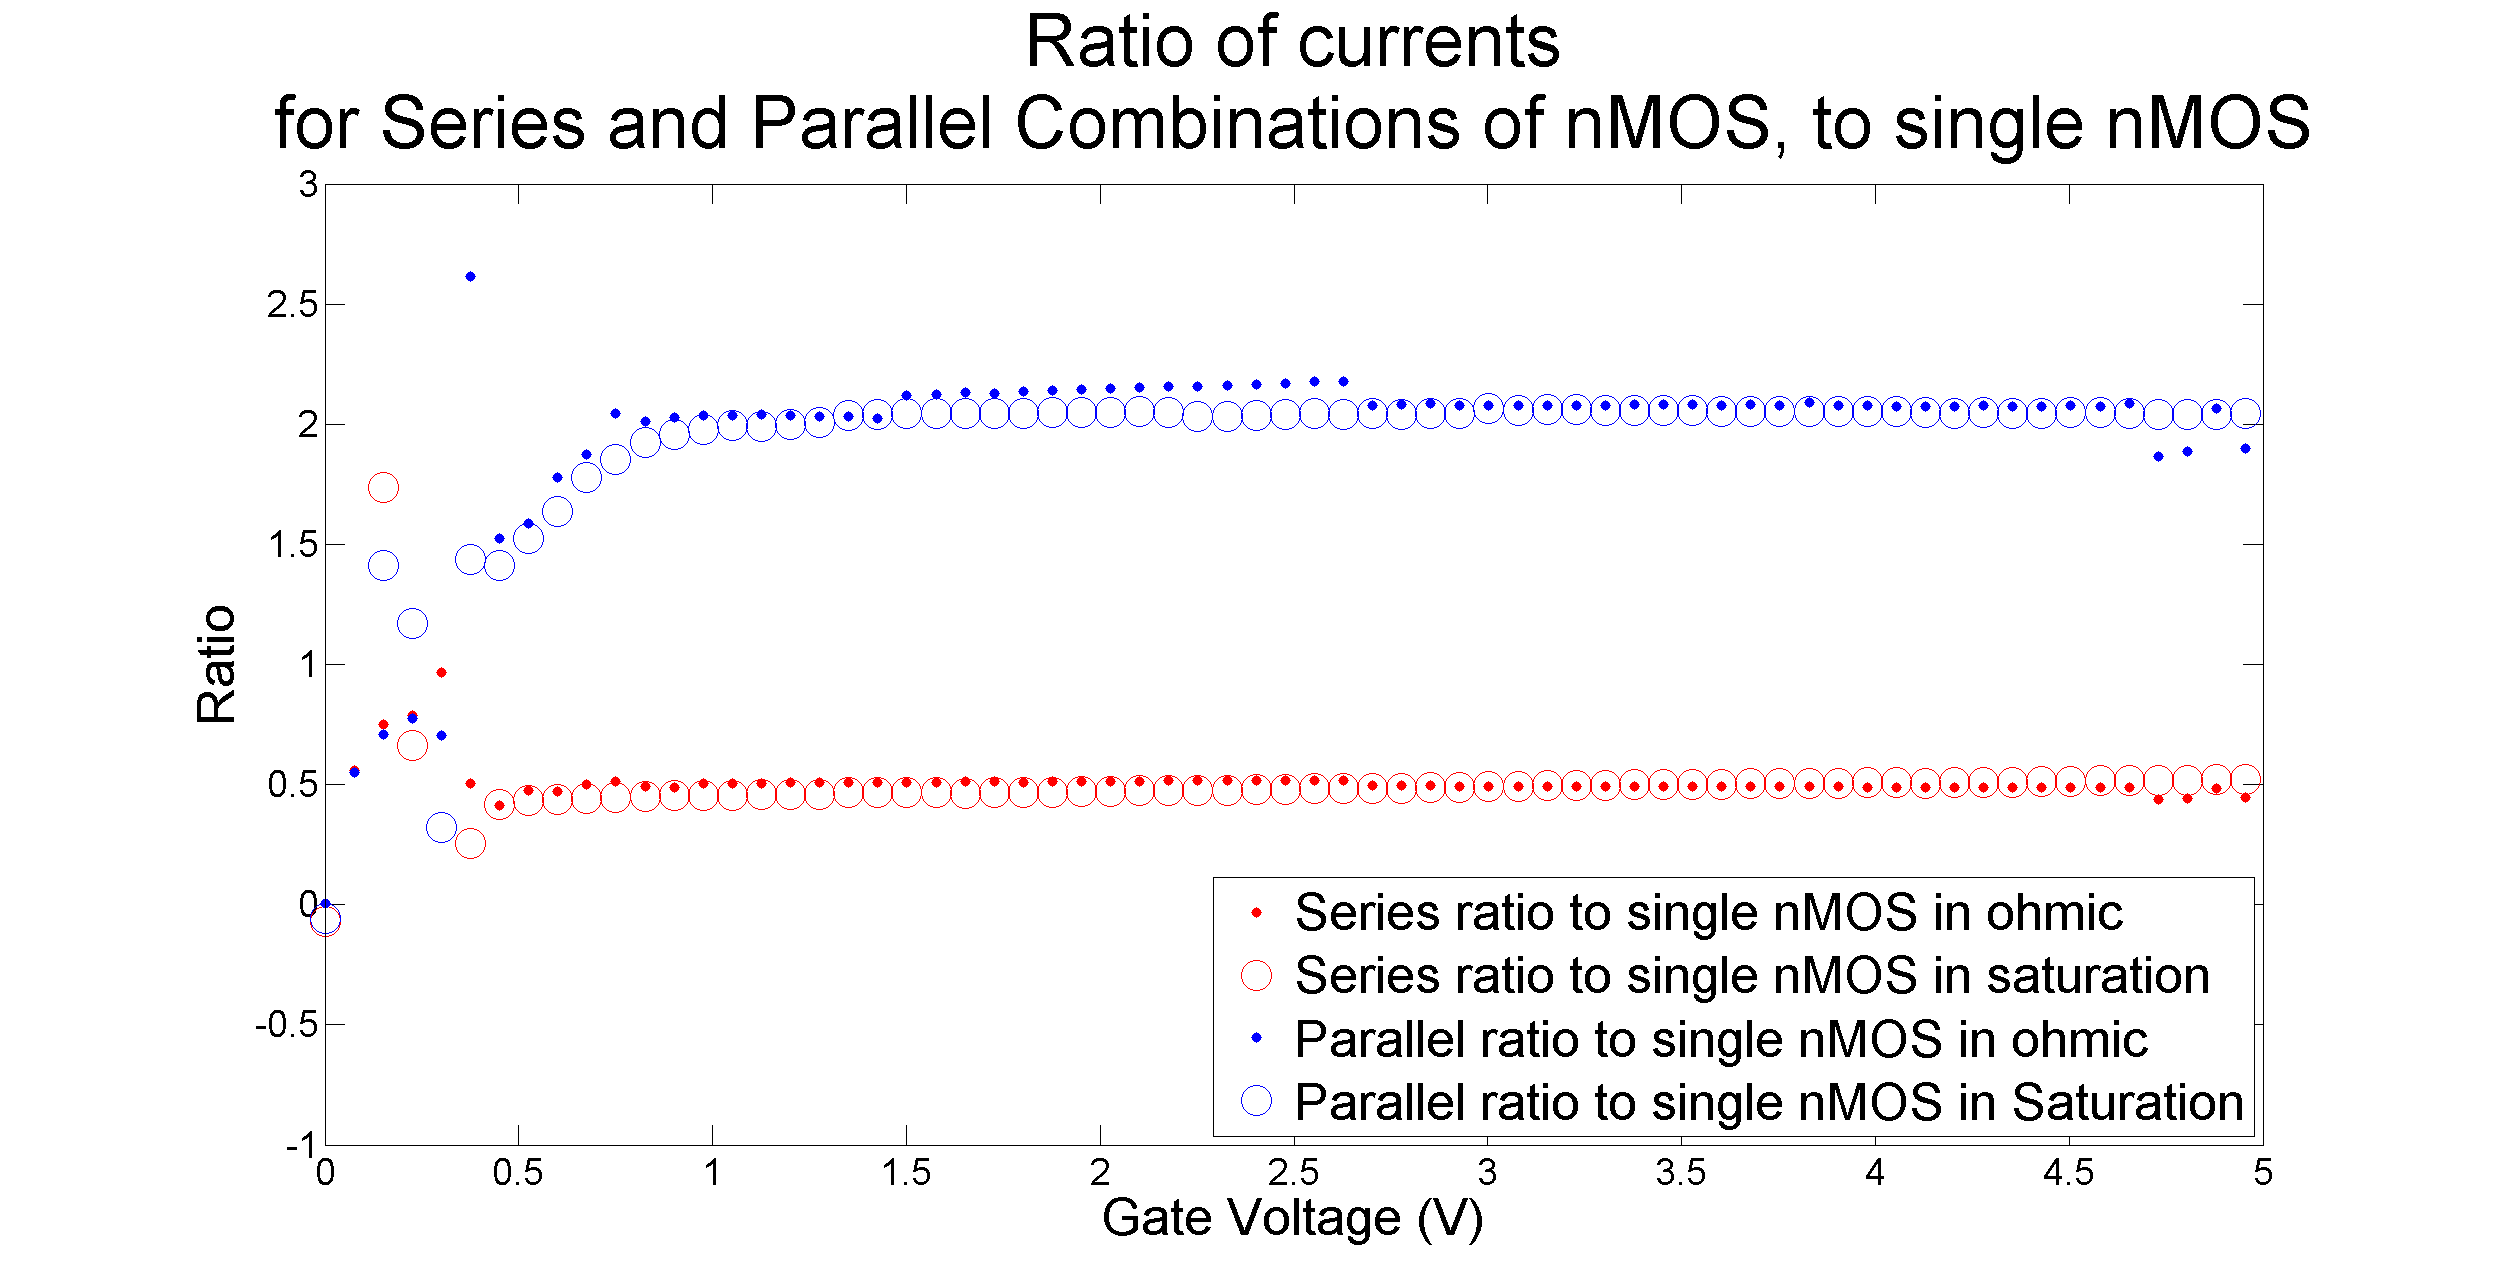 Ratio of currents
for Series and Parallel Combinations of nMOS, to single nMOS
3
2.5
2
1.5
1
0.5
0
-0.5
-1
Ratio
0 0.5 1 1.5 2 2.5 3 3.5 4 4.5 5
Gate Voltage (V)
Series ratio to single nMOS in ohmic
Series ratio to single nMOS in saturation
Parallel ratio to single nMOS in ohmic
Parallel ratio to single nMOS in Saturation